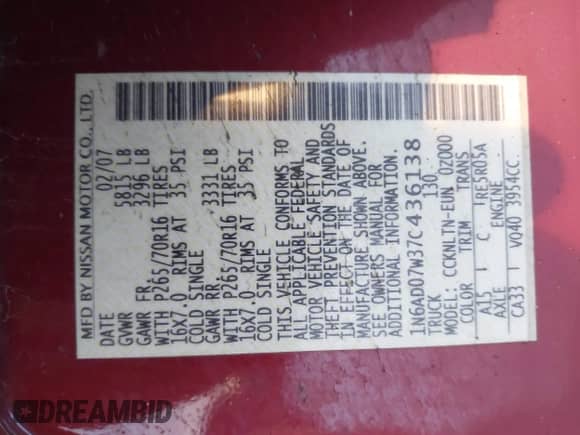 MFD BY NISSAN MOTOR CO., LTD.
DATE 02/07
GVWR 5815 LB
GAWR FR. 3296 LB
WITH P265/70R16 TIRES
16X7.0 RIMS AT 35 PSI
COLD SINGLE
GAWR RR. 3331 LB
WITH P265/70R16 TIRES
16X7.0 RIMS AT 35 PSI
COLD SINGLE
THIS VEHICLE CONFORMS TO
ALL APPLICABLE FEDERAL
MOTOR VEHICLE SAFETY AND
THEFT PREVENTION STANDARDS
IN EFFECT ON THE DATE OF
MANUFACTURE SHOWN ABOVE.
SEE OWNERS MANUAL FOR
ADDITIONAL INFORMATION.
1N6AD07W37C436138
TRUCK 130
CCKNLTN-EUN 02000
COLOR TRIM TRANS
A15 C RE5R05A
AXLE ENGINE
CA33 VQ40 3954CC.
DREAMBID